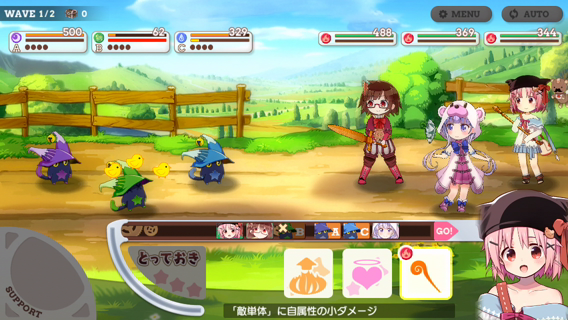 WAVE 1/2 0
MENU
AUTO
500 62 329 488 369 344
A B C
B A C GO!
とっておき
SUPPORT
「敵単体」に自属性の小ダメージ